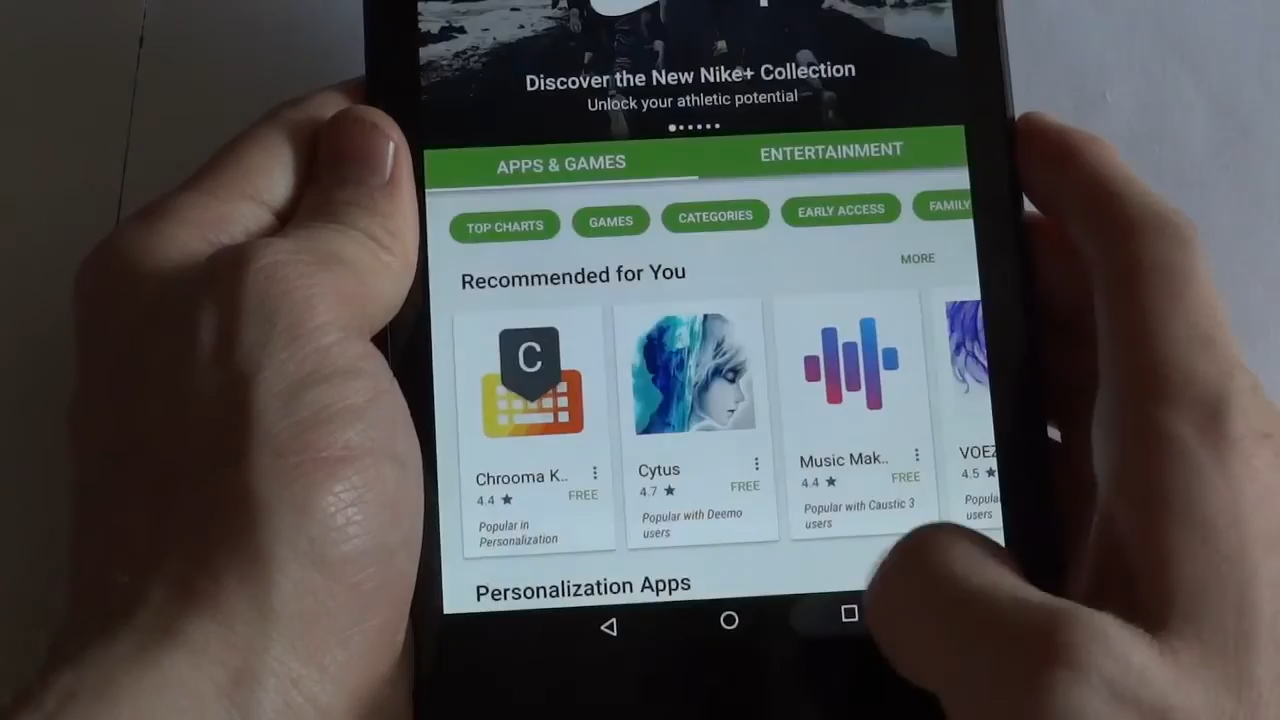 Discover the New Nike+ Collection
Unlock your athletic potential
APPS & GAMES
ENTERTAINMENT
TOP CHARTS
GAMES
CATEGORIES
EARLY ACCESS
FAMILY
Recommended for You
MORE
C
Chrooma K..
4.4 ★
FREE
Popular in
Personalization
Cytus
4.7 ★
FREE
Popular with Deemo
users
Music Mak..
4.4 ★
FREE
Popular with Caustic 3
users
VOEZ
4.5 ★
Popula
users
Personalization Apps